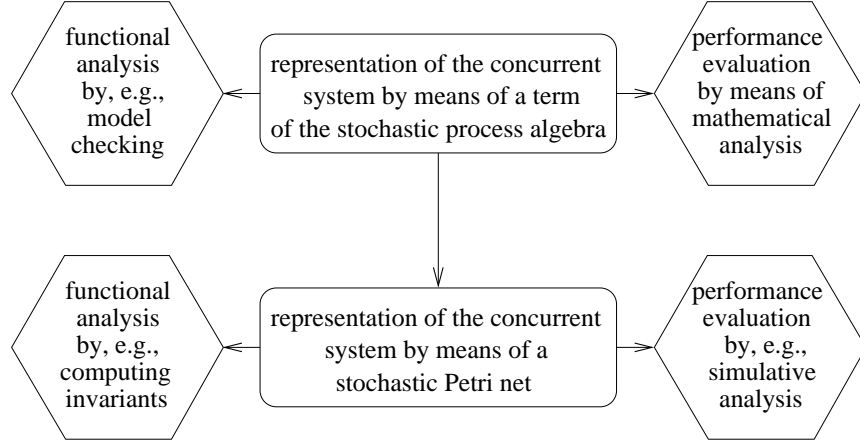 functional
analysis
by, e.g.,
model
checking
representation of the concurrent
system by means of a term
of the stochastic process algebra
performance
evaluation
by means of
mathematical
analysis
functional
analysis
by, e.g.,
computing
invariants
representation of the concurrent
system by means of a
stochastic Petri net
performance
evaluation
by, e.g.,
simulative
analysis